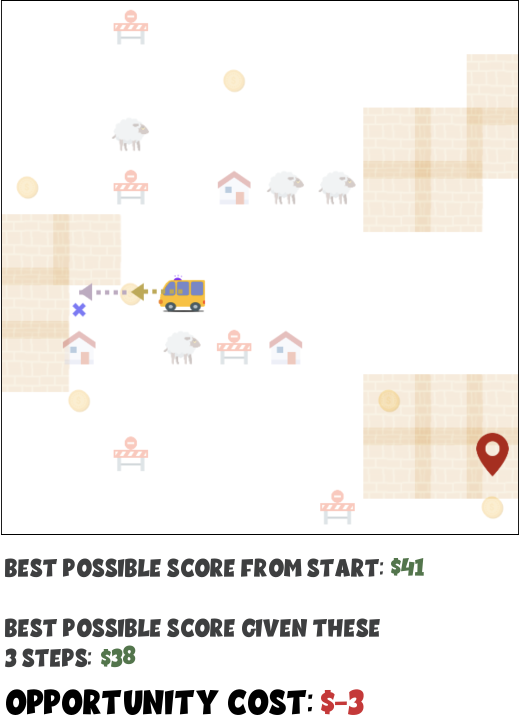 BEST POSSIBLE SCORE FROM START: $41
BEST POSSIBLE SCORE GIVEN THESE
3 STEPS: $38
OPPORTUNITY COST: $-3